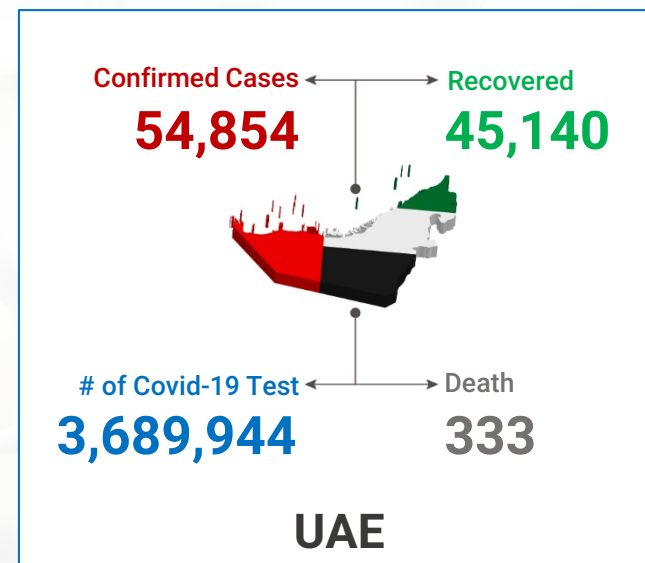 Confirmed Cases
54,854
Recovered
45,140
# of Covid-19 Test
3,689,944
Death
333
UAE